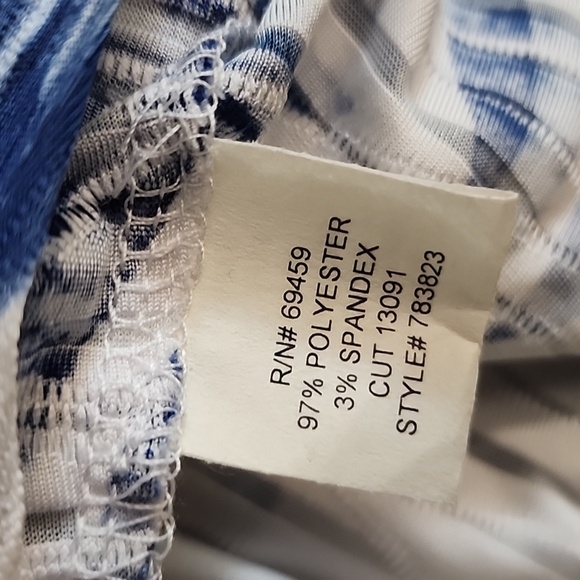 R/N# 69459
97% POLYESTER
3% SPANDEX
CUT 13091
STYLE# 783823